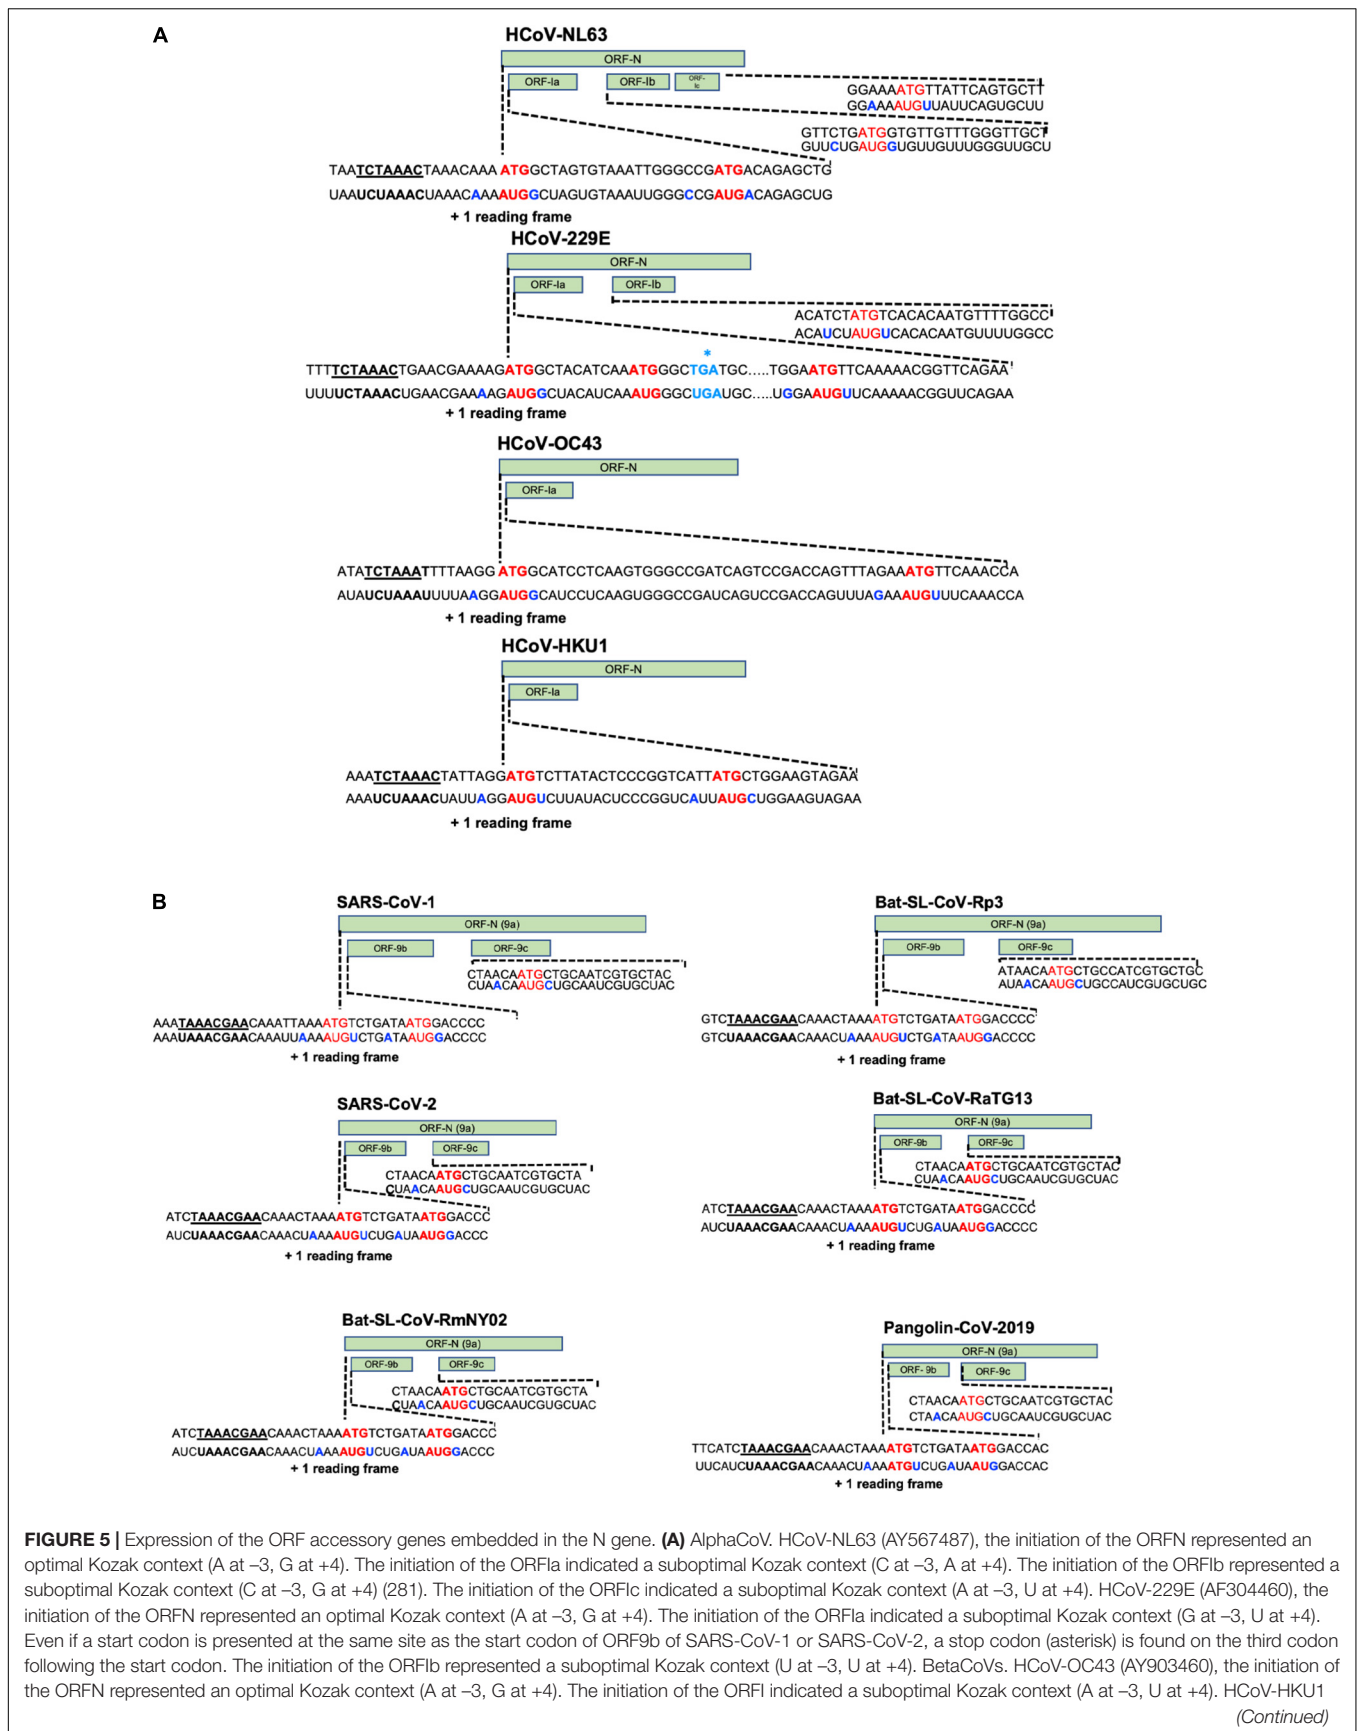 A
HCoV-NL63
ORF-N
ORF-Ia
ORF-Ib
ORF-
Ic
GGAAAATGTTATTCAGTGCTT
GGAAAAUGUUAUUCAGUGCUU
GTTCTGATGGTGTTGTTTGGGTTGCT
GUUCUGAUGGUGUUGUUUGGGUUGCU
TAATCTAAACTAAACAAA ATGGCTAGTGTAAATTGGGCCGATGACAGAGCTG
UAAUCUAAACUAAACAAAAUGGCUAGUGUAAAUUGGGCCGAUGACAGAGCUG
+ 1 reading frame
HCoV-229E
ORF-N
ORF-Ia
ORF-Ib
ACATCTATGTCACACAATGTTTTGGCC
ACAUCUAUGUCACACAAUGUUUUGGCC
*
TTTTCTAAACTGAACGAAAAGATGGCTACATCAAATGGGCTGATGC.....TGGAATGTTCAAAAACGGTTCAGAA
UUUUCUAAACUGAACGAAAAGAUGGCUACAUCAAAUGGGCUGAUGC.....UGGAAUGUUCAAAAACGGUUCAGAA
+ 1 reading frame
HCoV-OC43
ORF-N
ORF-Ia
ATATCTAAATTTTAAGG ATGGCATCCTCAAGTGGGCCGATCAGTCCGACCAGTTTAGAAATGTTCAAACCA
AUAUCUAAAUUUUAAGGAUGGCAUCCUCAAGUGGGCCGAUCAGUCCGACCAGUUUAGAAAUGUUUCAAACCA
+ 1 reading frame
HCoV-HKU1
ORF-N
ORF-Ia
AAATCTAAACTATTAGGATGTCTTATACTCCCGGTCATTATGCTGGAAGTAGAA
AAAUCUAAACUAUUAGGAUGUCUUAUACUCCCGGUCAUUAUGCUGGAAGUAGAA
+ 1 reading frame
B
SARS-CoV-1
ORF-N (9a)
ORF-9b
ORF-9c
CTAACAATGCTGCAATCGTGCTAC
CUAACAAUGCUGCAAUCGUGCUAC
AAATAAACGAACAAATTAAAATGTCTGATAATGGACCCC
AAAUAAACGAACAAAUUAAAAUGUCTGATAAUGGACCCC
+ 1 reading frame
Bat-SL-CoV-Rp3
ORF-N (9a)
ORF-9b
ORF-9c
ATAACAATGCTGCCATCGTGCTGC
AUAACAAUGCUGCCAUCGUGCUGC
GTCTAAACGAACAAACTAAAATGTCTGATAATGGACCCC
GTCUAAACGAACAAACUAAAAUGUCUGAUAAUGGACCCC
+ 1 reading frame
SARS-CoV-2
ORF-N (9a)
ORF-9b
ORF-9c
CTAACAATGCTGCAATCGTGCTA
CUAACAAUGCUGCAAUCGUGCUAC
ATCTAAACGAACAAACTAAAATGTCTGATAATGGACCC
AUCUAAACGAACAAACUAAAAUGUCUGAUAAUGGACCC
+ 1 reading frame
Bat-SL-CoV-RaTG13
ORF-N (9a)
ORF-9b
ORF-9c
CTAACAATGCTGCAATCGTGCTAC
CUAACAAUGCUGCAAUCGUGCUAC
ATCTAAACGAACAAACTAAAATGTCTGATAATGGACCCC
AUCUAAACGAACAAACUAAAAUGUCUGAUAAUGGACCCC
+ 1 reading frame
Bat-SL-CoV-RmNY02
ORF-N (9a)
ORF-9b
ORF-9c
CTAACAATGCTGCAATCGTGCTA
CUAACAAUGCUGCAAUCGUGCUAC
ATCTAAACGAACAAACTAAAATGTCTGATAATGGACCC
AUCUAAACGAACAAACUAAAAUGUCUGAUAAUGGACCC
+ 1 reading frame
Pangolin-CoV-2019
ORF-N (9a)
ORF- 9b
ORF-9c
CTAACAATGCTGCAATCGTGCTAC
CTAACAAUGCUGCAAUCGUGCUAC
TTCATCTAAACGAACAAACTAAAATGTCTGATAATGGACCAC
UUCAUCUAAACGAACAAACUAAAATGUCUGAUAAUGGACCAC
+ 1 reading frame
FIGURE 5 | Expression of the ORF accessory genes embedded in the N gene. (A) AlphaCoV. HCoV-NL63 (AY567487), the initiation of the ORFN represented an
optimal Kozak context (A at –3, G at +4). The initiation of the ORFIa indicated a suboptimal Kozak context (C at –3, A at +4). The initiation of the ORFIb represented a
suboptimal Kozak context (C at –3, G at +4) (281). The initiation of the ORFIc indicated a suboptimal Kozak context (A at –3, U at +4). HCoV-229E (AF304460), the
initiation of the ORFN represented an optimal Kozak context (A at –3, G at +4). The initiation of the ORFIa indicated a suboptimal Kozak context (G at –3, U at +4).
Even if a start codon is presented at the same site as the start codon of ORF9b of SARS-CoV-1 or SARS-CoV-2, a stop codon (asterisk) is found on the third codon
following the start codon. The initiation of the ORFIb represented a suboptimal Kozak context (U at –3, U at +4). BetaCoVs. HCoV-OC43 (AY903460), the initiation of
the ORFN represented an optimal Kozak context (A at –3, G at +4). The initiation of the ORFI indicated a suboptimal Kozak context (A at –3, U at +4). HCoV-HKU1
(Continued)